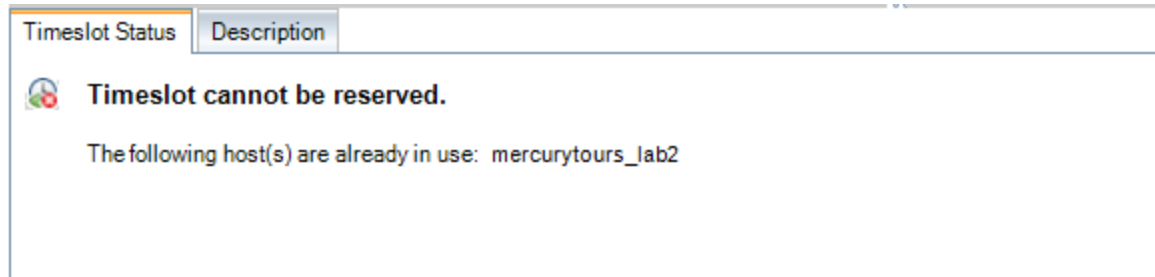 Timeslot Status Description
Timeslot cannot be reserved.
The following host(s) are already in use: mercurytours_lab2